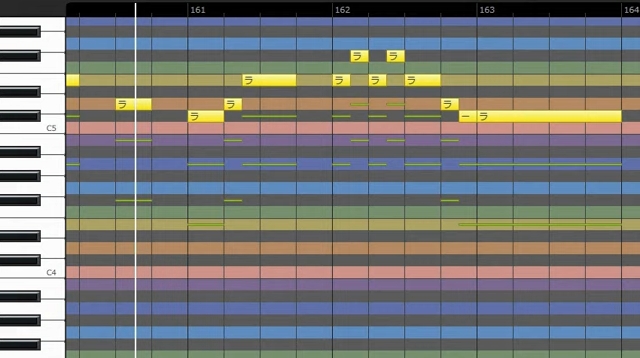 161 162 163 164
ラ ラ
ラ ラ ラ ラ
ラ ラ ラ
ラ ー ラ
C5
C4